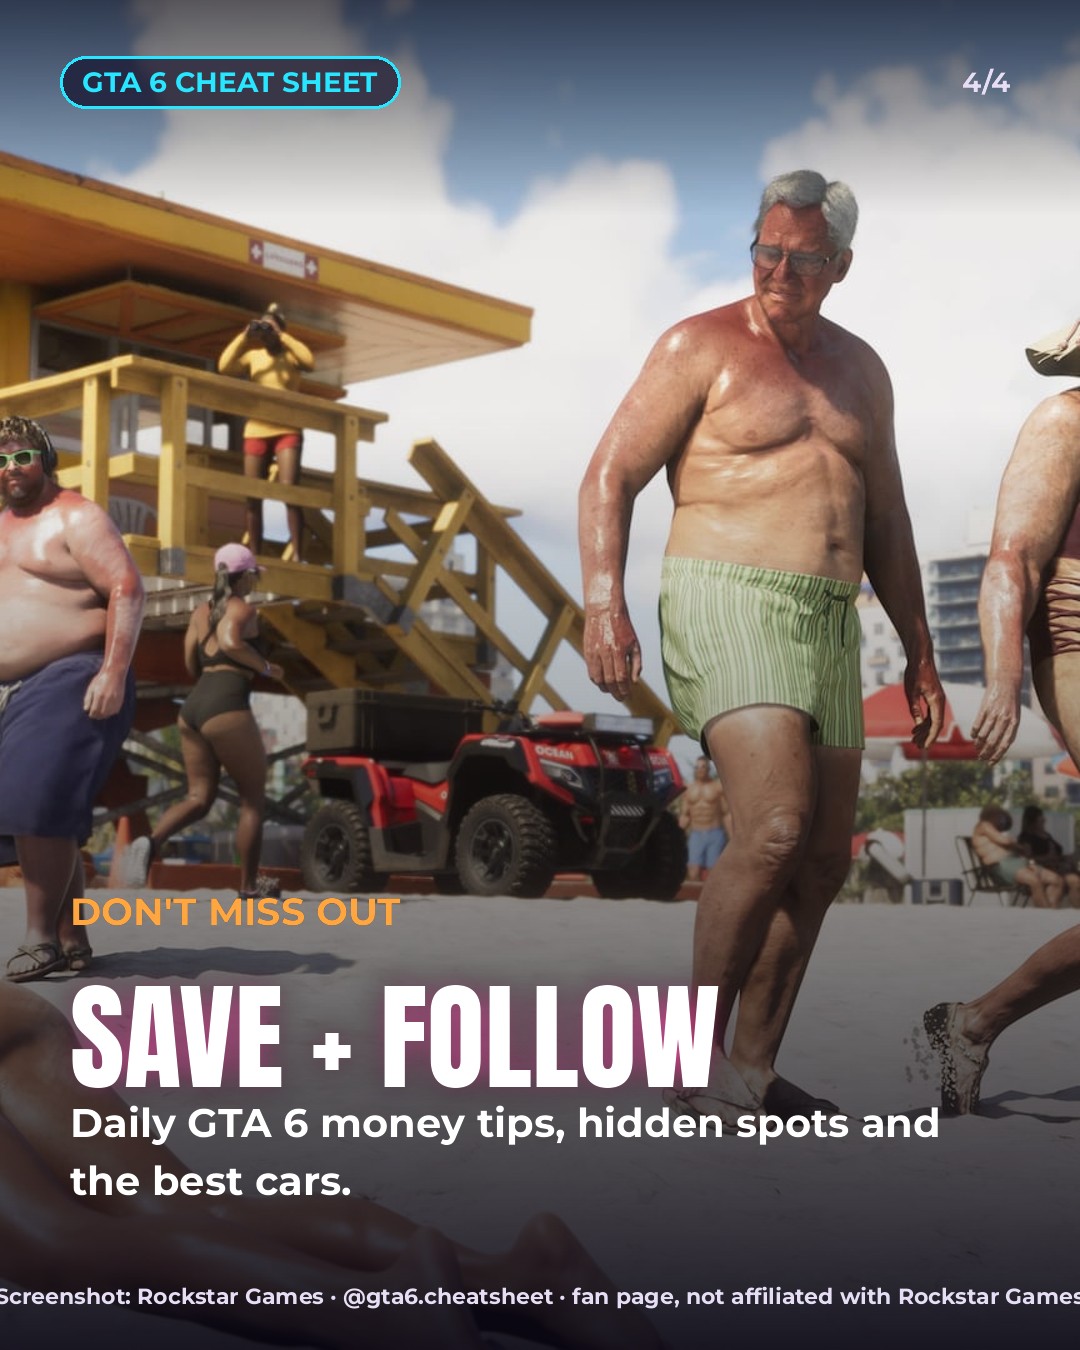 GTA 6 CHEAT SHEET
4/4
OCEAN
DON'T MISS OUT
SAVE + FOLLOW
Daily GTA 6 money tips, hidden spots and
the best cars.
Screenshot: Rockstar Games · @gta6.cheatsheet · fan page, not affiliated with Rockstar Games